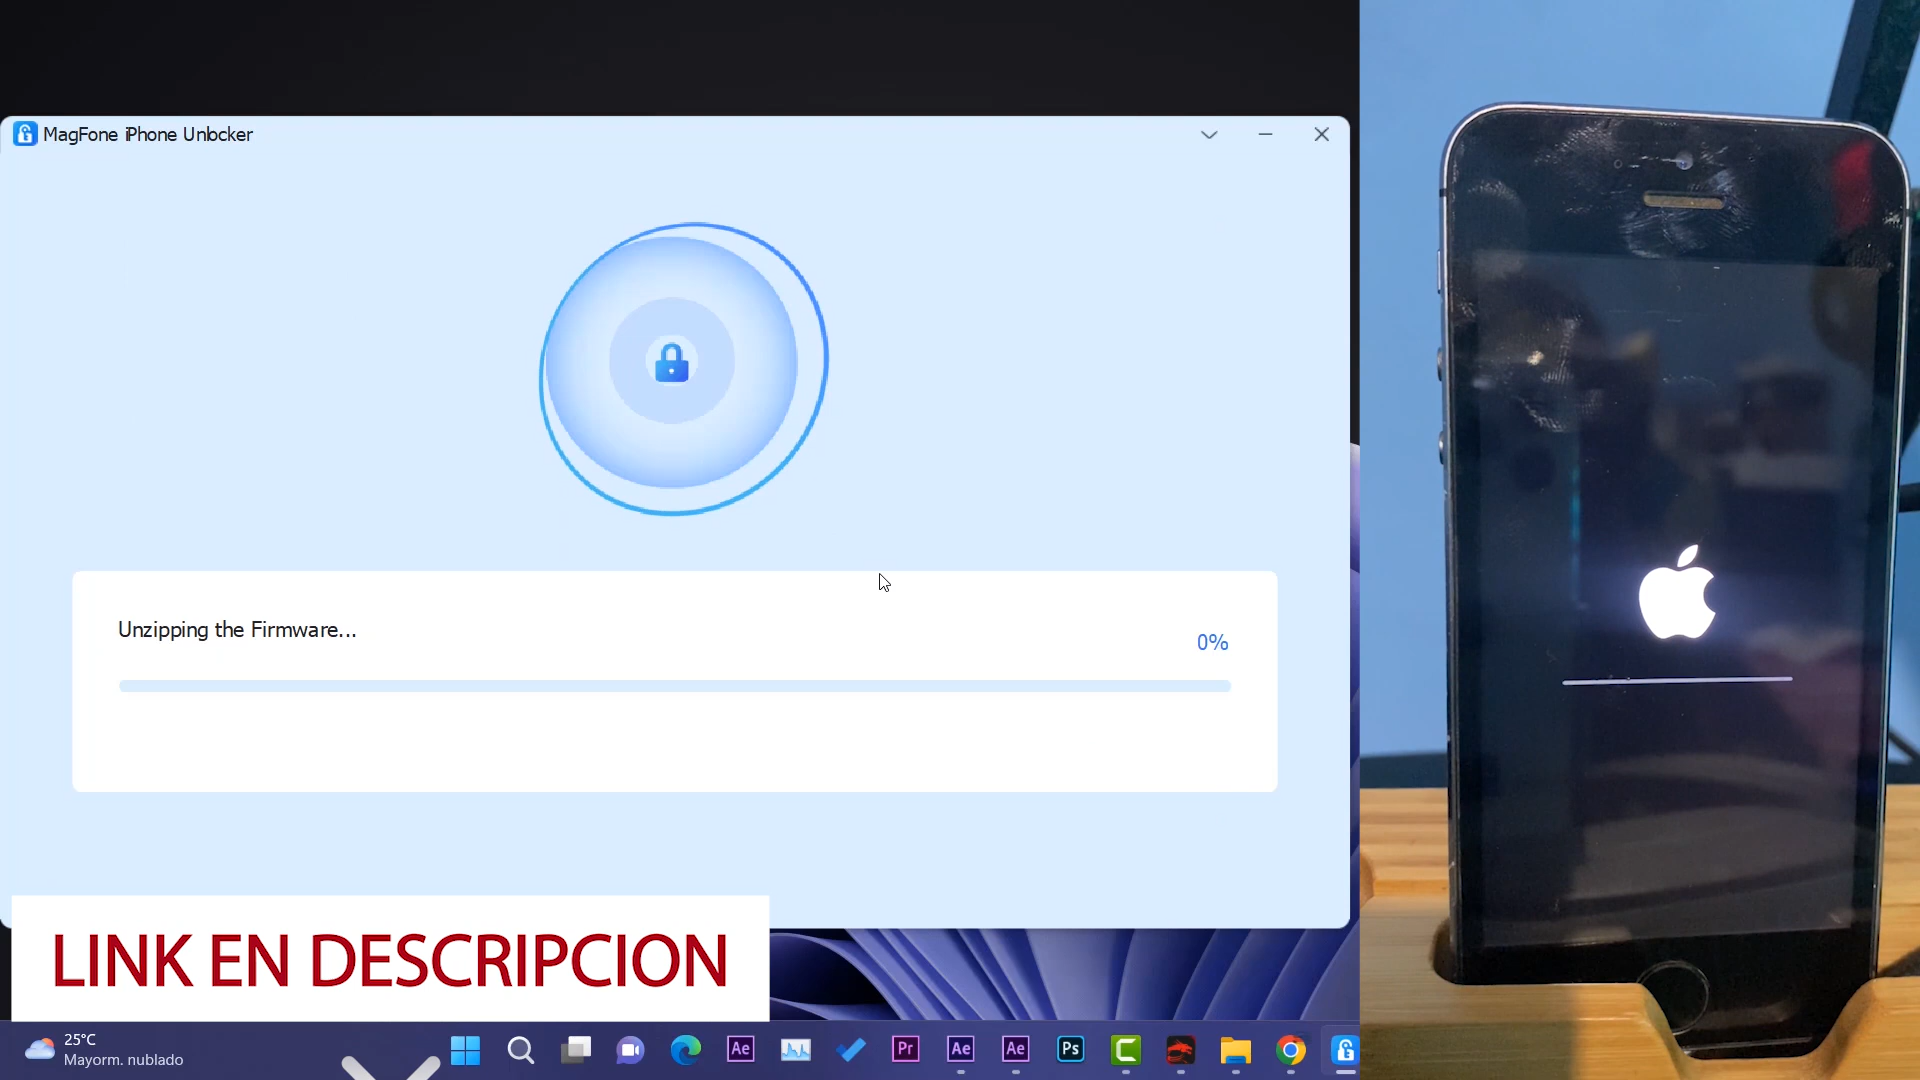 MagFone iPhone Unlocker
Unzipping the Firmware...
0%
LINK EN DESCRIPCION
25°C
Mayorm. nublado
Ae
Pr
Ae
Ae
Ps